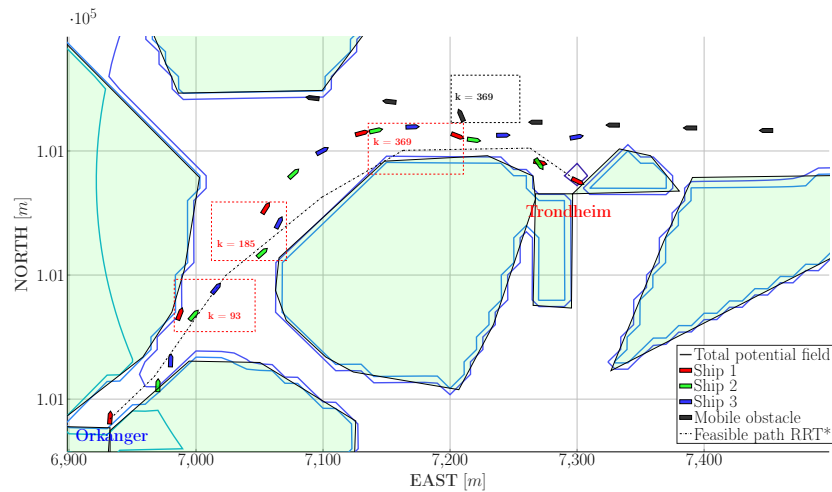 ·10⁵
k = 369
k = 369
1.01
Trondheim
k = 185
NORTH [m]
1.01
k = 93
Total potential field
Ship 1
Ship 2
1.01
Ship 3
Mobile obstacle
Orkanger
Feasible path RRT*
6,900 7,000 7,100 7,200 7,300 7,400
EAST [m]